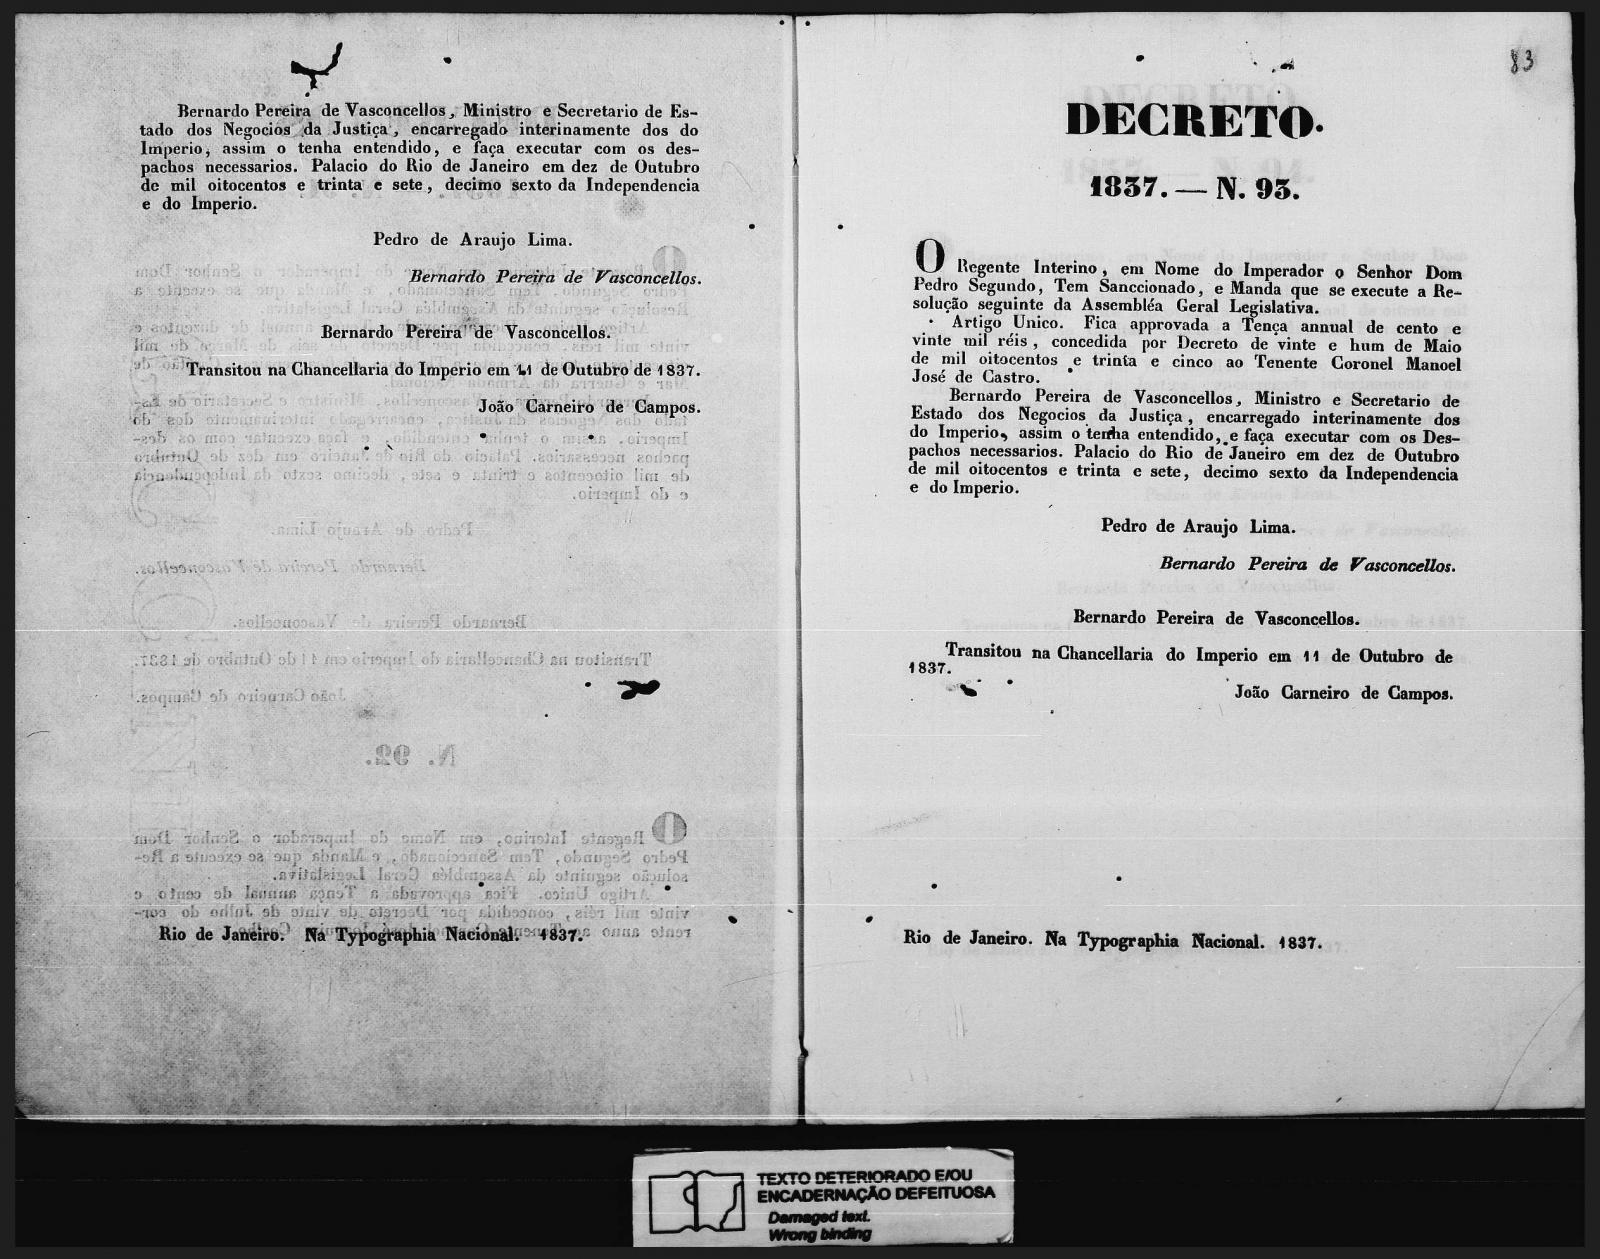 Bernardo Pereira de Vasconcellos, Ministro e Secretario de Es-
tado dos Negocios da Justiça, encarregado interinamente dos do
Imperio, assim o tenha entendido, e faça executar com os des-
pachos necessarios. Palacio do Rio de Janeiro em dez de Outubro
de mil oitocentos e trinta e sete, decimo sexto da Independencia
e do Imperio.
Pedro de Araujo Lima.
Bernardo Pereira de Vasconcellos.
Bernardo Pereira de Vasconcellos.
Transitou na Chancellaria do Imperio em 11 de Outubro de 1837.
João Carneiro de Campos.
Rio de Janeiro. Na Typographia Nacional. 1837.
83
DECRETO.
1837. — N. 93.
O Regente Interino, em Nome do Imperador o Senhor Dom
Pedro Segundo, Tem Sanccionado, e Manda que se execute a Re-
solução seguinte da Assembléa Geral Legislativa.
Artigo Unico. Fica approvada a Tença annual de cento e
vinte mil réis, concedida por Decreto de vinte e hum de Maio
de mil oitocentos e trinta e cinco ao Tenente Coronel Manoel
José de Castro.
Bernardo Pereira de Vasconcellos, Ministro e Secretario de
Estado dos Negocios da Justiça, encarregado interinamente dos
do Imperio, assim o tenha entendido, e faça executar com os Des-
pachos necessarios. Palacio do Rio de Janeiro em dez de Outubro
de mil oitocentos e trinta e sete, decimo sexto da Independencia
e do Imperio.
Pedro de Araujo Lima.
Bernardo Pereira de Vasconcellos.
Bernardo Pereira de Vasconcellos.
Transitou na Chancellaria do Imperio em 11 de Outubro de
1837.
João Carneiro de Campos.
Rio de Janeiro. Na Typographia Nacional. 1837.
TEXTO DETERIORADO E/OU
ENCADERNAÇÃO DEFEITUOSA
Damaged text.
Wrong binding